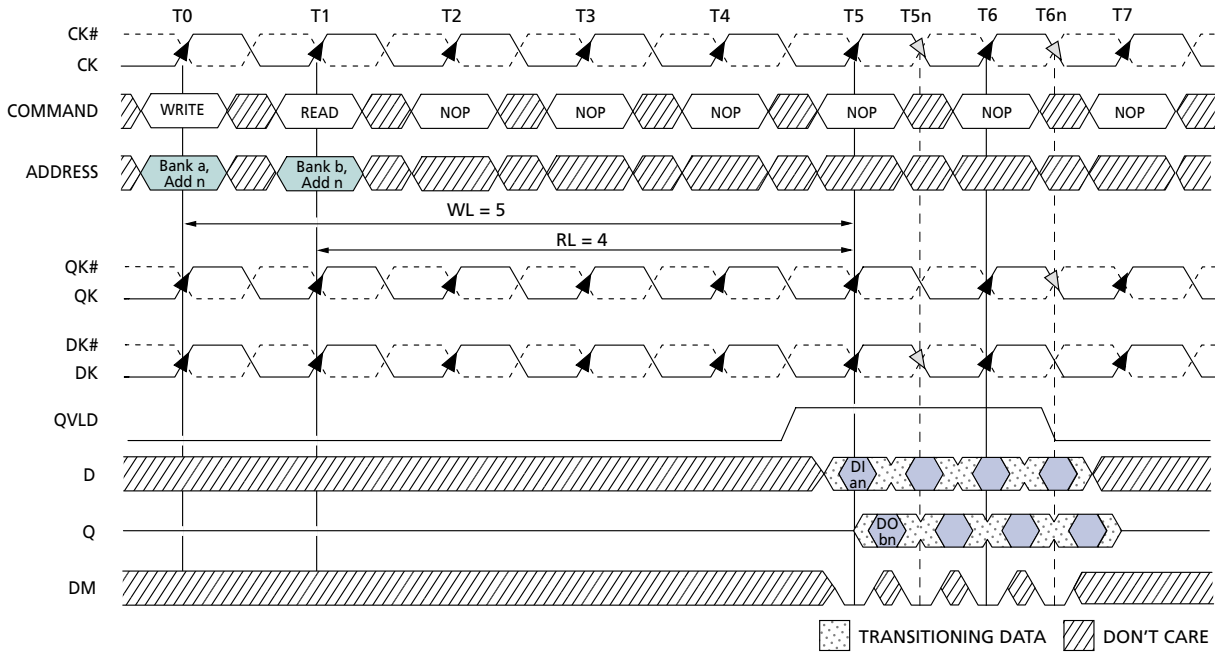 T0 T1 T2 T3 T4 T5 T5n T6 T6n T7
CK#
CK
COMMAND WRITE READ NOP NOP NOP NOP NOP NOP
ADDRESS Bank a, Add n Bank b, Add n
WL = 5
RL = 4
QK#
QK
DK#
DK
QVLD
D DI an
Q DO bn
DM
TRANSITIONING DATA DON'T CARE